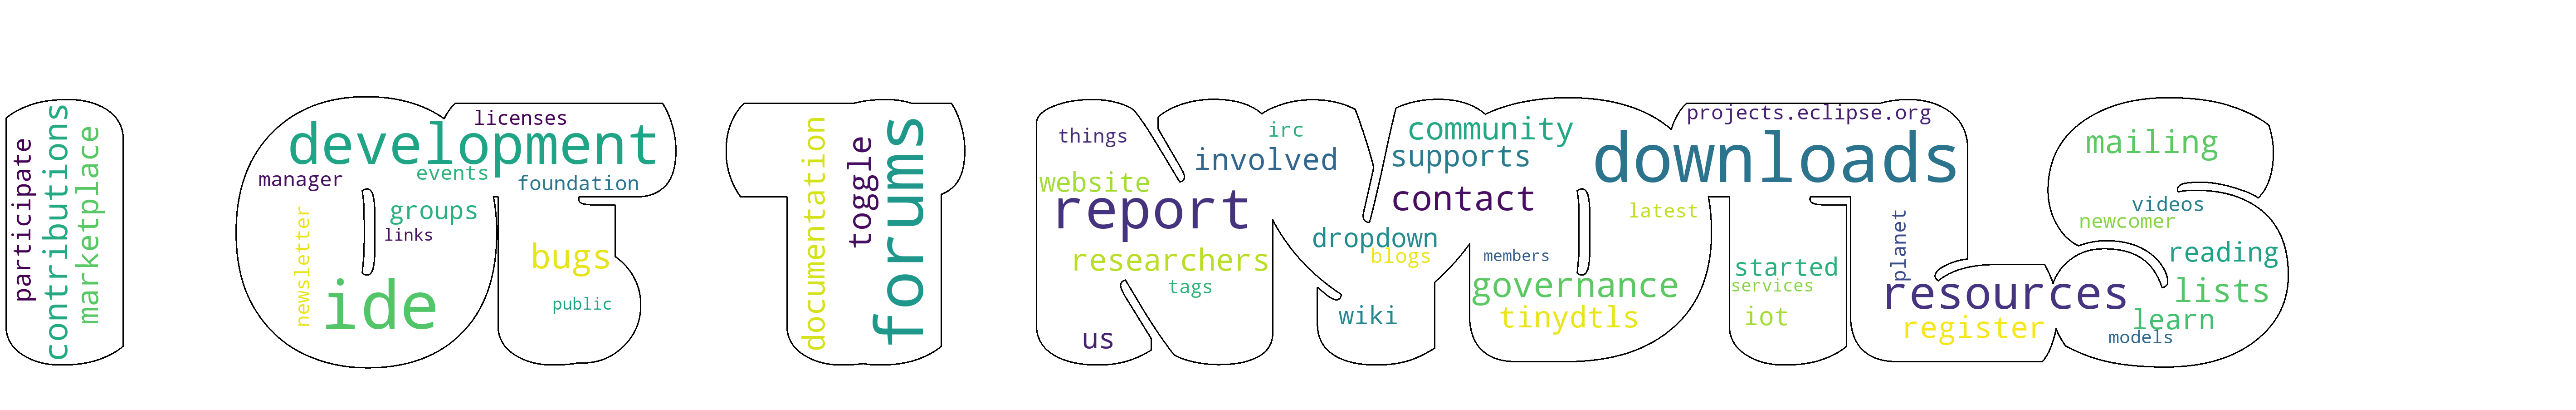 participate
contributions
marketplace
licenses
development
events
manager
foundation
newsletter
groups
links
bugs
ide
public
documentation
toggle
forums
things
irc
involved
website
report
researchers
tags
us
community
supports
contact
dropdown
blogs
wiki
projects.eclipse.org
downloads
latest
members
governance
tinydtls
started
services
iot
planet
resources
register
mailing
videos
newcomer
reading
lists
learn
models